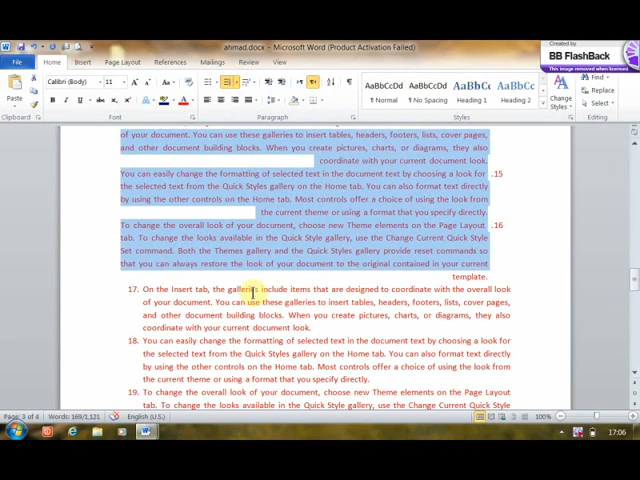 ahmad.docx - Microsoft Word (Product Activation Failed)
Created by
BB FlashBack
This image removed when licensed
File Home Insert Page Layout References Mailings Review View
Calibri (Body) 11
Paste
B I U abc
Clipboard Font Paragraph Styles Editing
AaBbCcDd AaBbCcDd AaBbC AaBbCc
¶ Normal ¶ No Spacing Heading 1 Heading 2
Change Styles
Find
Replace
Select
of your document. You can use these galleries to insert tables, headers, footers, lists, cover pages,
and other document building blocks. When you create pictures, charts, or diagrams, they also
coordinate with your current document look.
You can easily change the formatting of selected text in the document text by choosing a look for .15
the selected text from the Quick Styles gallery on the Home tab. You can also format text directly
by using the other controls on the Home tab. Most controls offer a choice of using the look from
the current theme or using a format that you specify directly.
To change the overall look of your document, choose new Theme elements on the Page Layout .16
tab. To change the looks available in the Quick Style gallery, use the Change Current Quick Style
Set command. Both the Themes gallery and the Quick Styles gallery provide reset commands so
that you can always restore the look of your document to the original contained in your current
template.
17. On the Insert tab, the galleries include items that are designed to coordinate with the overall look
of your document. You can use these galleries to insert tables, headers, footers, lists, cover pages,
and other document building blocks. When you create pictures, charts, or diagrams, they also
coordinate with your current document look.
18. You can easily change the formatting of selected text in the document text by choosing a look for
the selected text from the Quick Styles gallery on the Home tab. You can also format text directly
by using the other controls on the Home tab. Most controls offer a choice of using the look from
the current theme or using a format that you specify directly.
19. To change the overall look of your document, choose new Theme elements on the Page Layout
tab. To change the looks available in the Quick Style gallery, use the Change Current Quick Style
Page: 3 of 4 Words: 169/1,121 English (U.S.) 100%
17:06